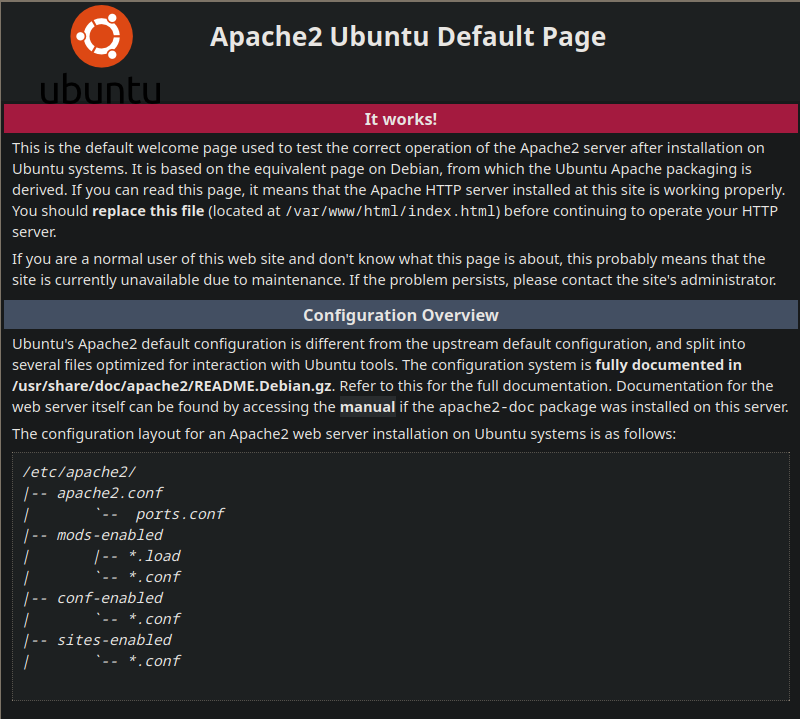 Apache2 Ubuntu Default Page
ubuntu
It works!
This is the default welcome page used to test the correct operation of the Apache2 server after installation on
Ubuntu systems. It is based on the equivalent page on Debian, from which the Ubuntu Apache packaging is
derived. If you can read this page, it means that the Apache HTTP server installed at this site is working properly.
You should replace this file (located at /var/www/html/index.html) before continuing to operate your HTTP
server.
If you are a normal user of this web site and don't know what this page is about, this probably means that the
site is currently unavailable due to maintenance. If the problem persists, please contact the site's administrator.
Configuration Overview
Ubuntu's Apache2 default configuration is different from the upstream default configuration, and split into
several files optimized for interaction with Ubuntu tools. The configuration system is fully documented in
/usr/share/doc/apache2/README.Debian.gz. Refer to this for the full documentation. Documentation for the
web server itself can be found by accessing the manual if the apache2-doc package was installed on this server.
The configuration layout for an Apache2 web server installation on Ubuntu systems is as follows:
/etc/apache2/
|-- apache2.conf
|       `--  ports.conf
|-- mods-enabled
|       |-- *.load
|       `-- *.conf
|-- conf-enabled
|       `-- *.conf
|-- sites-enabled
|       `-- *.conf